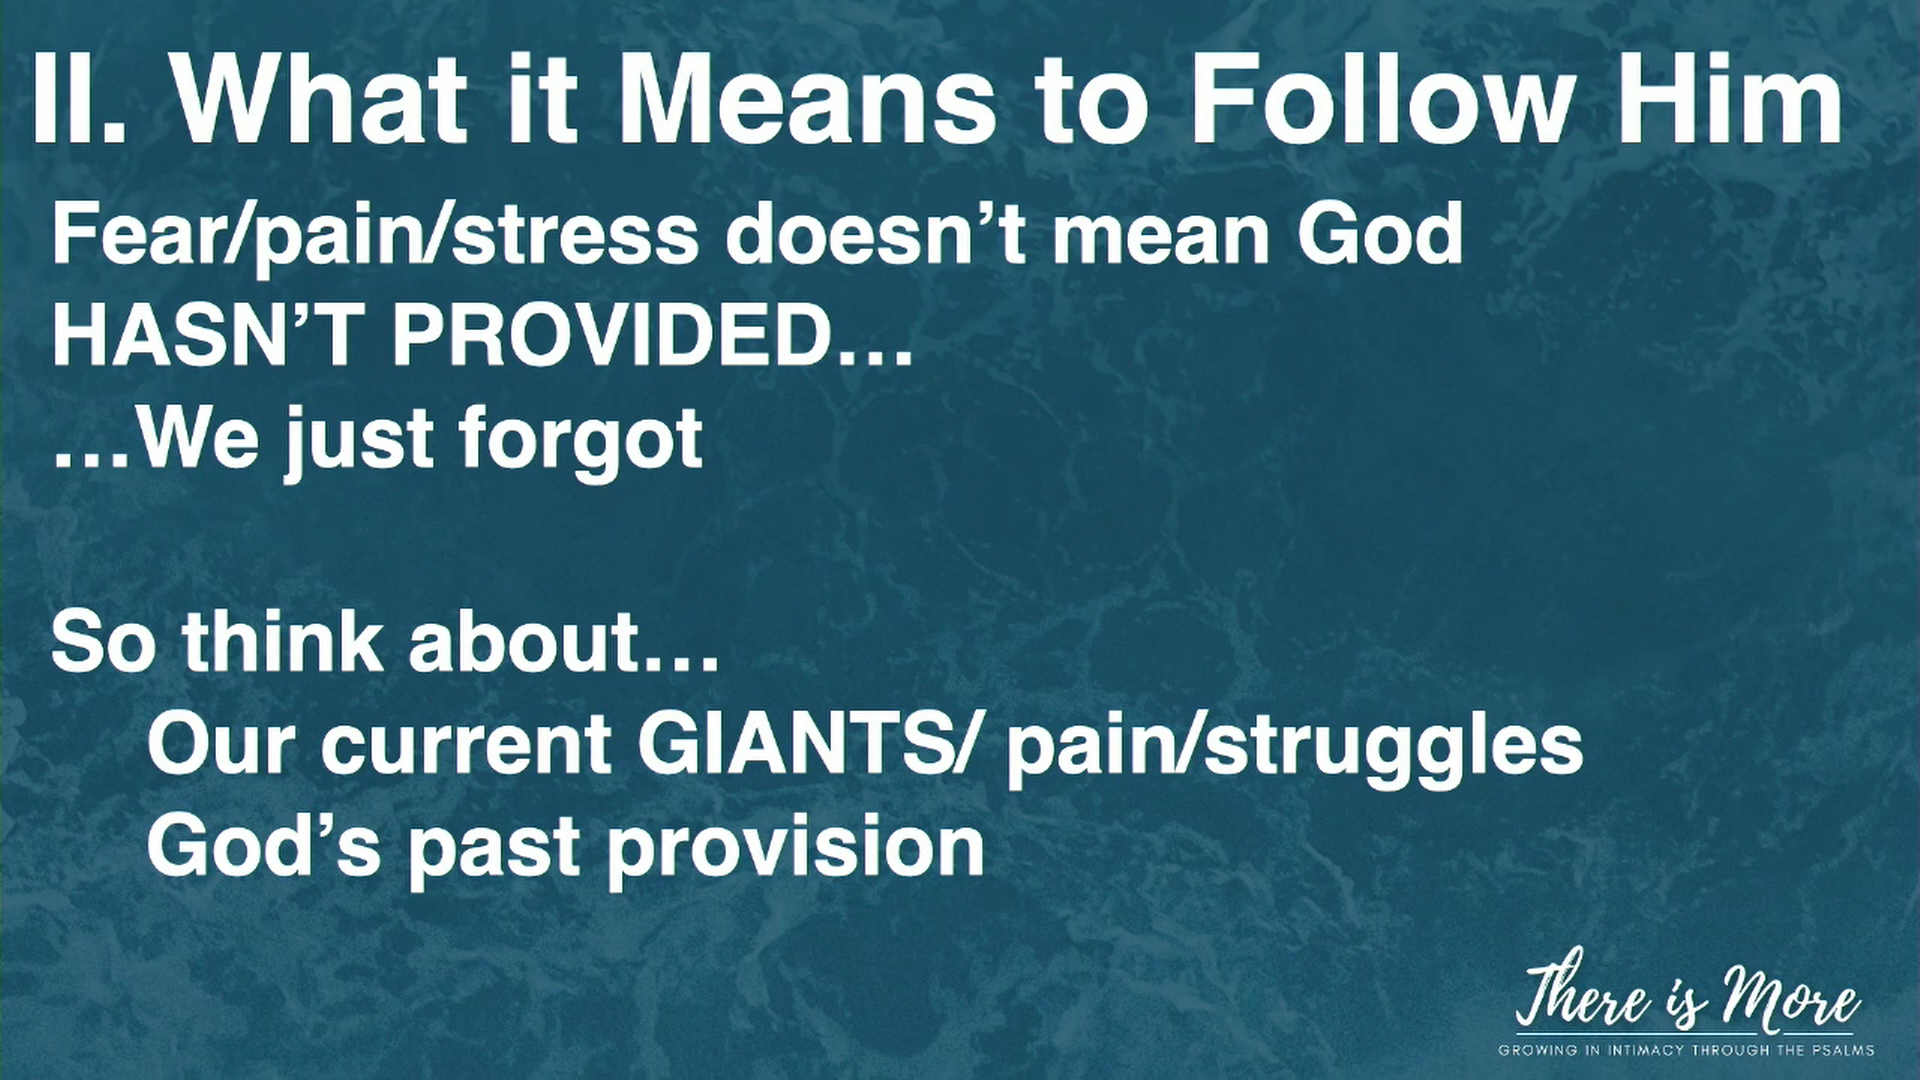 II. What it Means to Follow Him
Fear/pain/stress doesn’t mean God
HASN’T PROVIDED…
…We just forgot
So think about…
Our current GIANTS/ pain/struggles
God’s past provision
There is More
GROWING IN INTIMACY THROUGH THE PSALMS